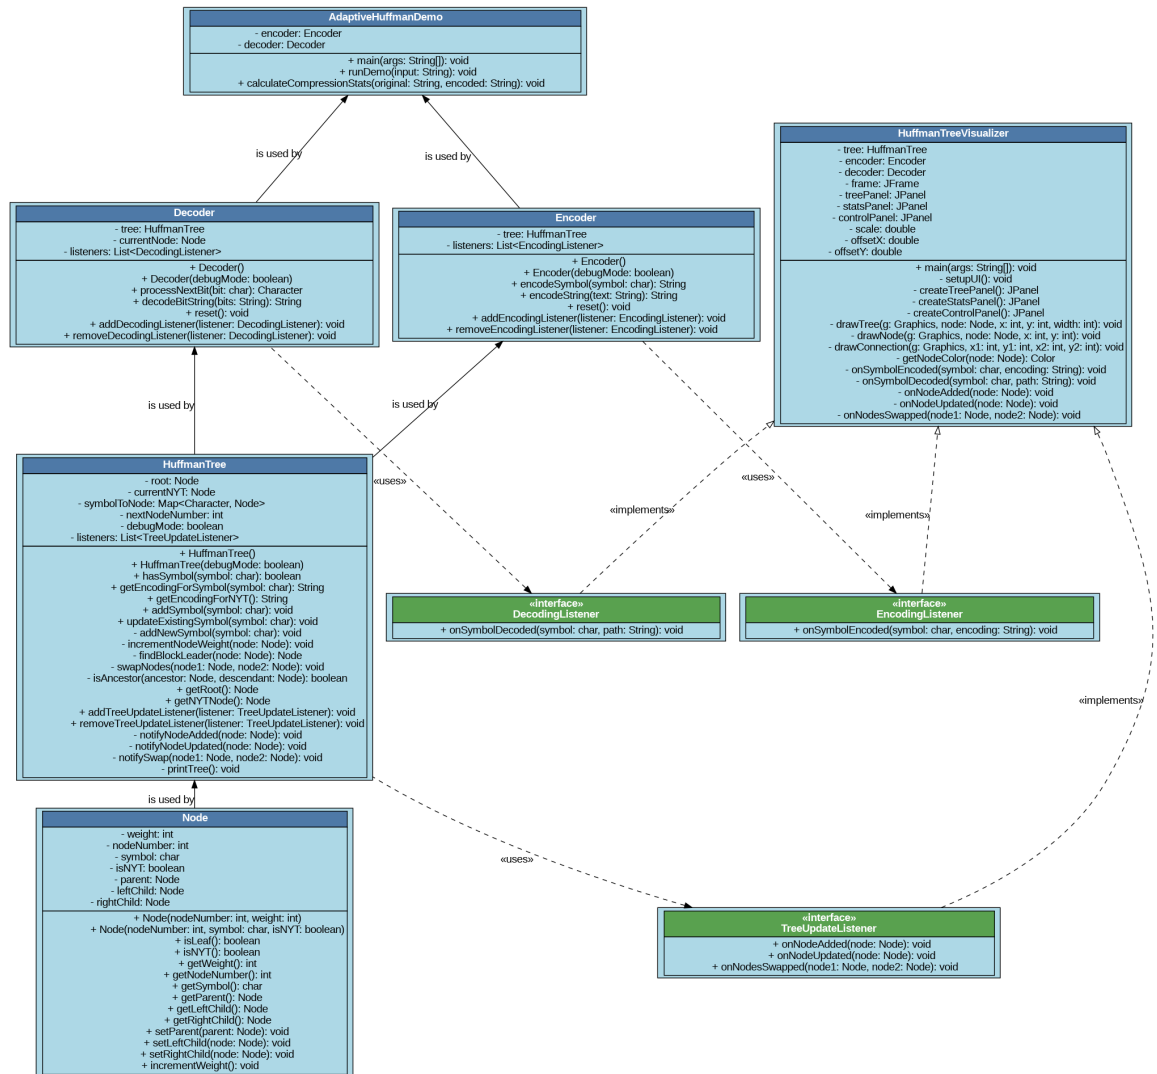 AdaptiveHuffmanDemo
- encoder: Encoder
- decoder: Decoder
+ main(args: String[]): void
+ runDemo(input: String): void
+ calculateCompressionStats(original: String, encoded: String): void
is used by
is used by
HuffmanTreeVisualizer
- tree: HuffmanTree
- encoder: Encoder
- decoder: Decoder
- frame: JFrame
- treePanel: JPanel
- statsPanel: JPanel
- controlPanel: JPanel
- scale: double
- offsetX: double
- offsetY: double
+ main(args: String[]): void
- setupUI(): void
- createTreePanel(): JPanel
- createStatsPanel(): JPanel
- createControlPanel(): JPanel
- drawTree(g: Graphics, node: Node, x: int, y: int, width: int): void
- drawNode(g: Graphics, node: Node, x: int, y: int): void
- drawConnection(g: Graphics, x1: int, y1: int, x2: int, y2: int): void
- getNodeColor(node: Node): Color
- onSymbolEncoded(symbol: char, encoding: String): void
- onSymbolDecoded(symbol: char, path: String): void
- onNodeAdded(node: Node): void
- onNodeUpdated(node: Node): void
- onNodesSwapped(node1: Node, node2: Node): void
Decoder
- tree: HuffmanTree
- currentNode: Node
- listeners: List<DecodingListener>
+ Decoder()
+ Decoder(debugMode: boolean)
+ processNextBit(bit: char): Character
+ decodeBitString(bits: String): String
+ reset(): void
+ addDecodingListener(listener: DecodingListener): void
+ removeDecodingListener(listener: DecodingListener): void
Encoder
- tree: HuffmanTree
- listeners: List<EncodingListener>
+ Encoder()
+ Encoder(debugMode: boolean)
+ encodeSymbol(symbol: char): String
+ encodeString(text: String): String
+ reset(): void
+ addEncodingListener(listener: EncodingListener): void
+ removeEncodingListener(listener: EncodingListener): void
is used by
is used by
«uses»
«uses»
«implements»
«implements»
«implements»
HuffmanTree
- root: Node
- currentNYT: Node
- symbolToNode: Map<Character, Node>
- nextNodeNumber: int
- debugMode: boolean
- listeners: List<TreeUpdateListener>
+ HuffmanTree()
+ HuffmanTree(debugMode: boolean)
+ hasSymbol(symbol: char): boolean
+ getEncodingForSymbol(symbol: char): String
+ getEncodingForNYT(): String
+ addSymbol(symbol: char): void
+ updateExistingSymbol(symbol: char): void
- addNewSymbol(symbol: char): void
- incrementNodeWeight(node: Node): void
- findBlockLeader(node: Node): Node
- swapNodes(node1: Node, node2: Node): void
- isAncestor(ancestor: Node, descendant: Node): boolean
+ getRoot(): Node
+ getNYTNode(): Node
+ addTreeUpdateListener(listener: TreeUpdateListener): void
+ removeTreeUpdateListener(listener: TreeUpdateListener): void
- notifyNodeAdded(node: Node): void
- notifyNodeUpdated(node: Node): void
- notifySwap(node1: Node, node2: Node): void
- printTree(): void
«interface»
DecodingListener
+ onSymbolDecoded(symbol: char, path: String): void
«interface»
EncodingListener
+ onSymbolEncoded(symbol: char, encoding: String): void
is used by
«uses»
Node
- weight: int
- nodeNumber: int
- symbol: char
- isNYT: boolean
- parent: Node
- leftChild: Node
- rightChild: Node
+ Node(nodeNumber: int, weight: int)
+ Node(nodeNumber: int, symbol: char, isNYT: boolean)
+ isLeaf(): boolean
+ isNYT(): boolean
+ getWeight(): int
+ getNodeNumber(): int
+ getSymbol(): char
+ getParent(): Node
+ getLeftChild(): Node
+ getRightChild(): Node
+ setParent(parent: Node): void
+ setLeftChild(node: Node): void
+ setRightChild(node: Node): void
+ incrementWeight(): void
«interface»
TreeUpdateListener
+ onNodeAdded(node: Node): void
+ onNodeUpdated(node: Node): void
+ onNodesSwapped(node1: Node, node2: Node): void